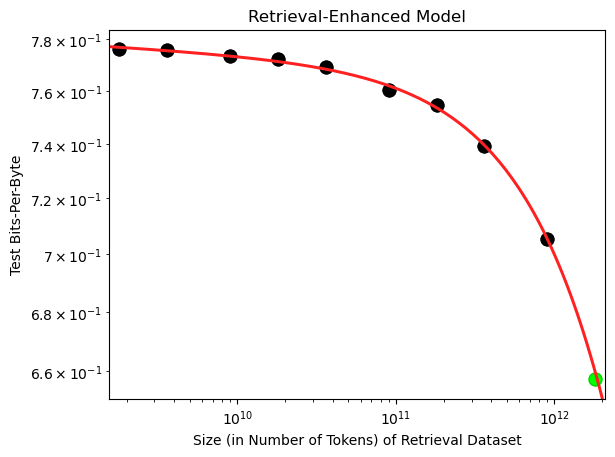 Retrieval-Enhanced Model
7.8 × 10⁻¹
7.6 × 10⁻¹
7.4 × 10⁻¹
7.2 × 10⁻¹
7 × 10⁻¹
6.8 × 10⁻¹
6.6 × 10⁻¹
Test Bits-Per-Byte
10¹⁰
10¹¹
10¹²
Size (in Number of Tokens) of Retrieval Dataset